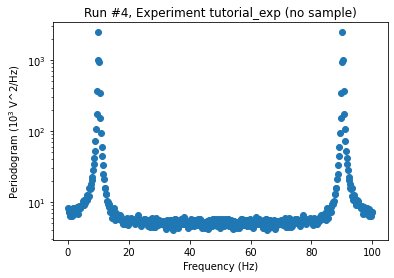 Run #4, Experiment tutorial_exp (no sample)
Periodogram (10³ V^2/Hz)
10³
10²
10¹
0 20 40 60 80 100
Frequency (Hz)